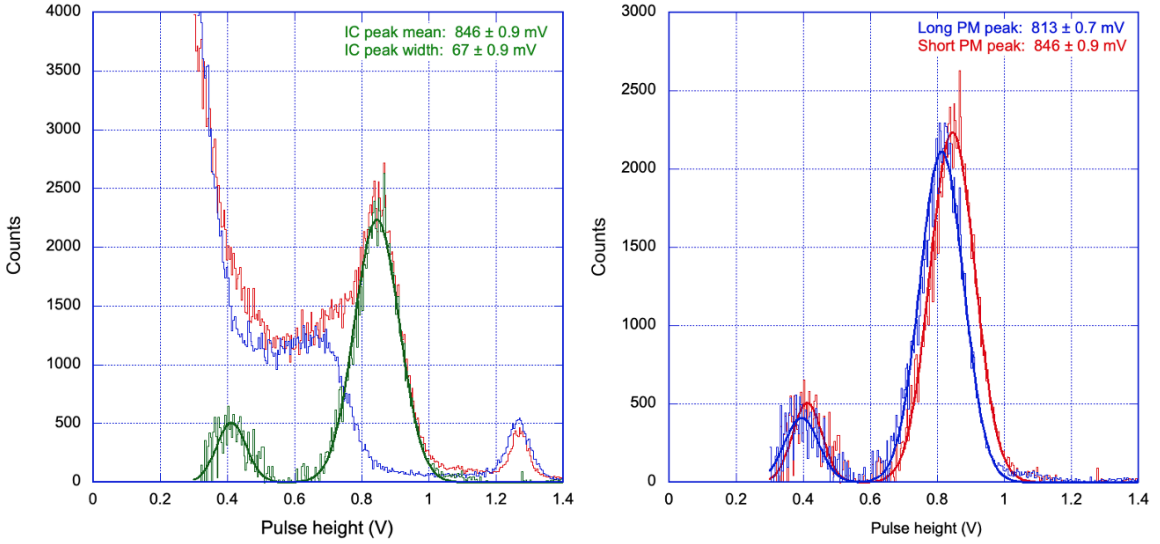 4000
3500
3000
2500
2000
1500
1000
500
0
Counts
IC peak mean: 846 ± 0.9 mV
IC peak width: 67 ± 0.9 mV
0 0.2 0.4 0.6 0.8 1 1.2 1.4
Pulse height (V)
3000
2500
2000
1500
1000
500
0
Counts
Long PM peak: 813 ± 0.7 mV
Short PM peak: 846 ± 0.9 mV
0 0.2 0.4 0.6 0.8 1 1.2 1.4
Pulse height (V)